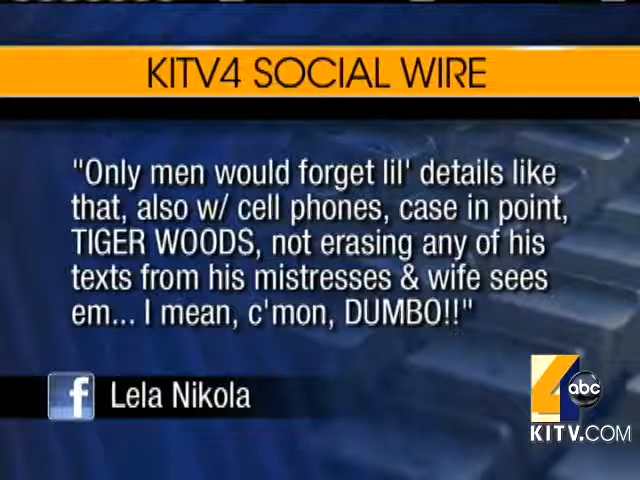 KITV4 SOCIAL WIRE
"Only men would forget lil' details like
that, also w/ cell phones, case in point,
TIGER WOODS, not erasing any of his
texts from his mistresses & wife sees
em... I mean, c'mon, DUMBO!!"
f Lela Nikola
4 abc
KITV.COM